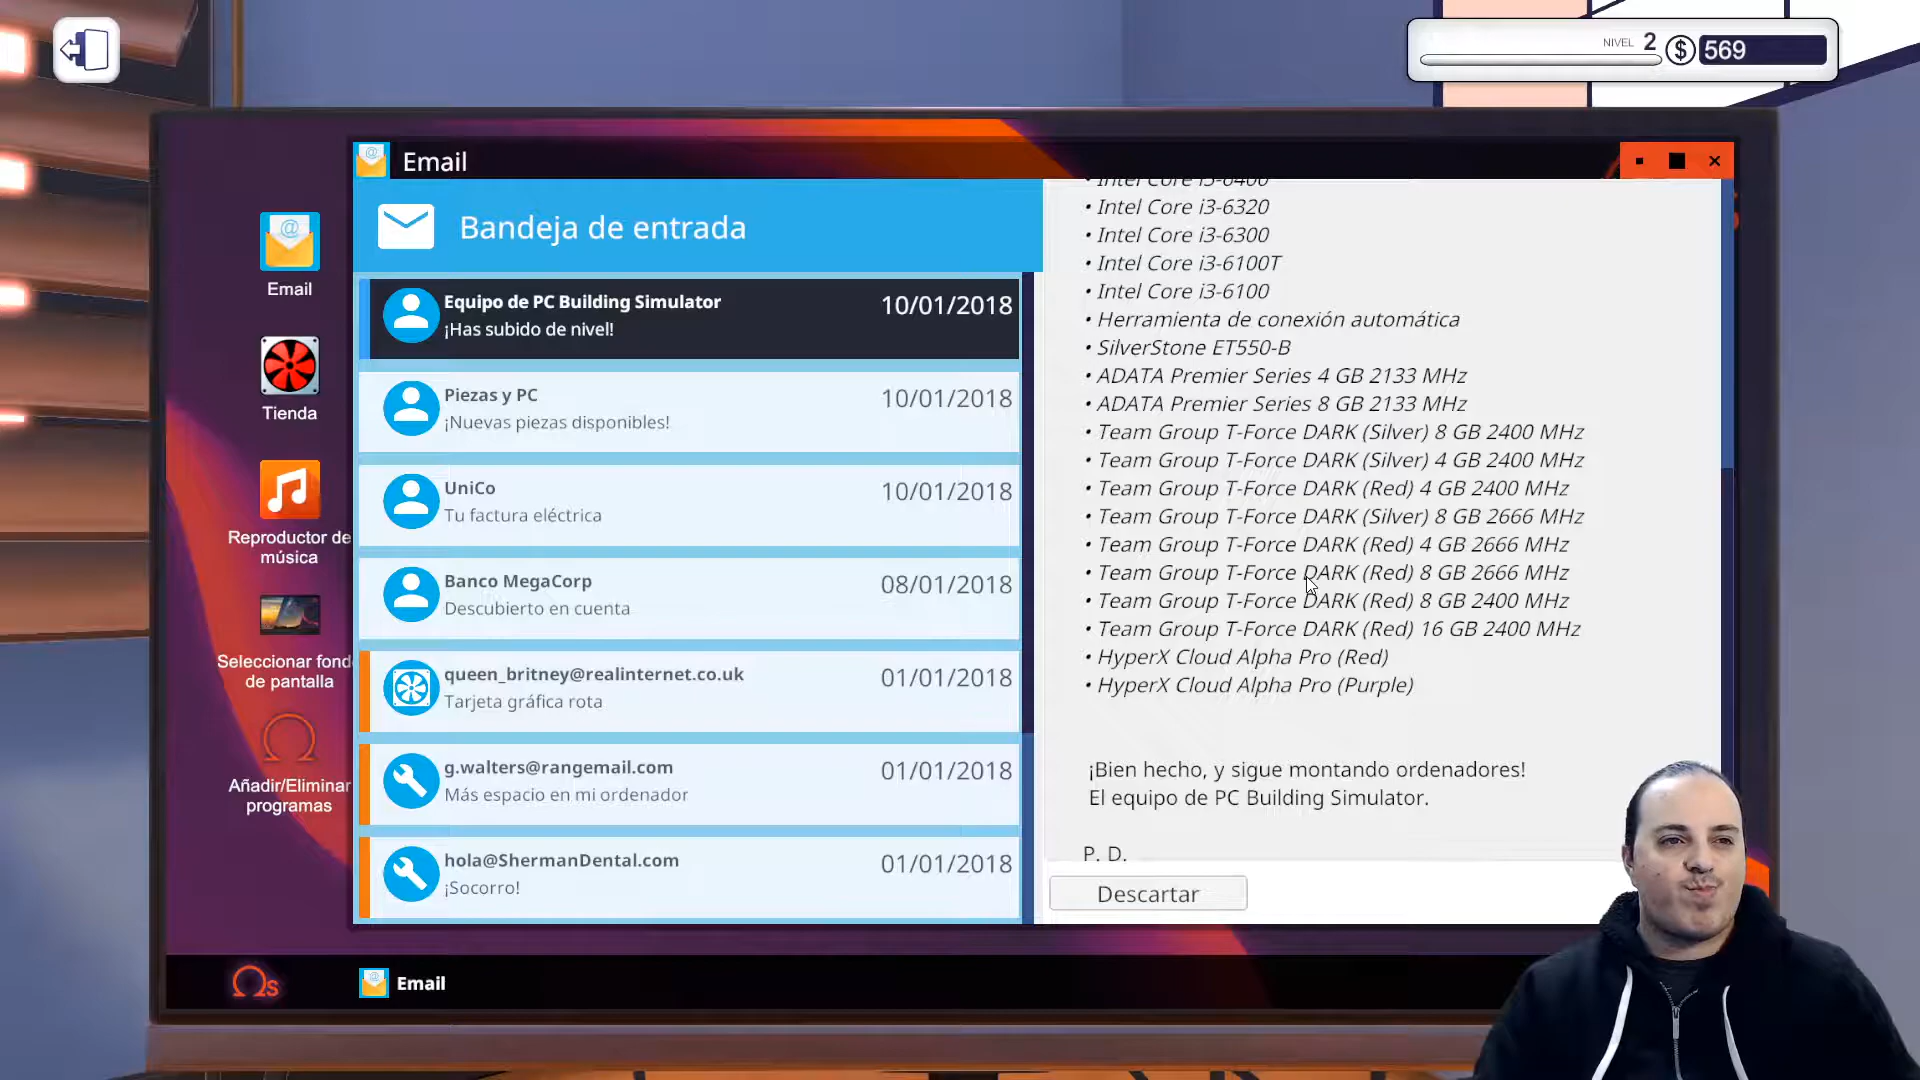 NIVEL 2 $ 569
Email
Bandeja de entrada
Email
Tienda
Reproductor de
música
Seleccionar fond
de pantalla
Añadir/Eliminar
programas
Equipo de PC Building Simulator 10/01/2018
¡Has subido de nivel!
Piezas y PC 10/01/2018
¡Nuevas piezas disponibles!
UniCo 10/01/2018
Tu factura eléctrica
Banco MegaCorp 08/01/2018
Descubierto en cuenta
queen_britney@realinternet.co.uk 01/01/2018
Tarjeta gráfica rota
g.walters@rangemail.com 01/01/2018
Más espacio en mi ordenador
hola@ShermanDental.com 01/01/2018
¡Socorro!
• Intel Core i5-6400
• Intel Core i3-6320
• Intel Core i3-6300
• Intel Core i3-6100T
• Intel Core i3-6100
• Herramienta de conexión automática
• SilverStone ET550-B
• ADATA Premier Series 4 GB 2133 MHz
• ADATA Premier Series 8 GB 2133 MHz
• Team Group T-Force DARK (Silver) 8 GB 2400 MHz
• Team Group T-Force DARK (Silver) 4 GB 2400 MHz
• Team Group T-Force DARK (Red) 4 GB 2400 MHz
• Team Group T-Force DARK (Silver) 8 GB 2666 MHz
• Team Group T-Force DARK (Red) 4 GB 2666 MHz
• Team Group T-Force DARK (Red) 8 GB 2666 MHz
• Team Group T-Force DARK (Red) 8 GB 2400 MHz
• Team Group T-Force DARK (Red) 16 GB 2400 MHz
• HyperX Cloud Alpha Pro (Red)
• HyperX Cloud Alpha Pro (Purple)
¡Bien hecho, y sigue montando ordenadores!
El equipo de PC Building Simulator.
P. D.
Descartar
Ωs
Email